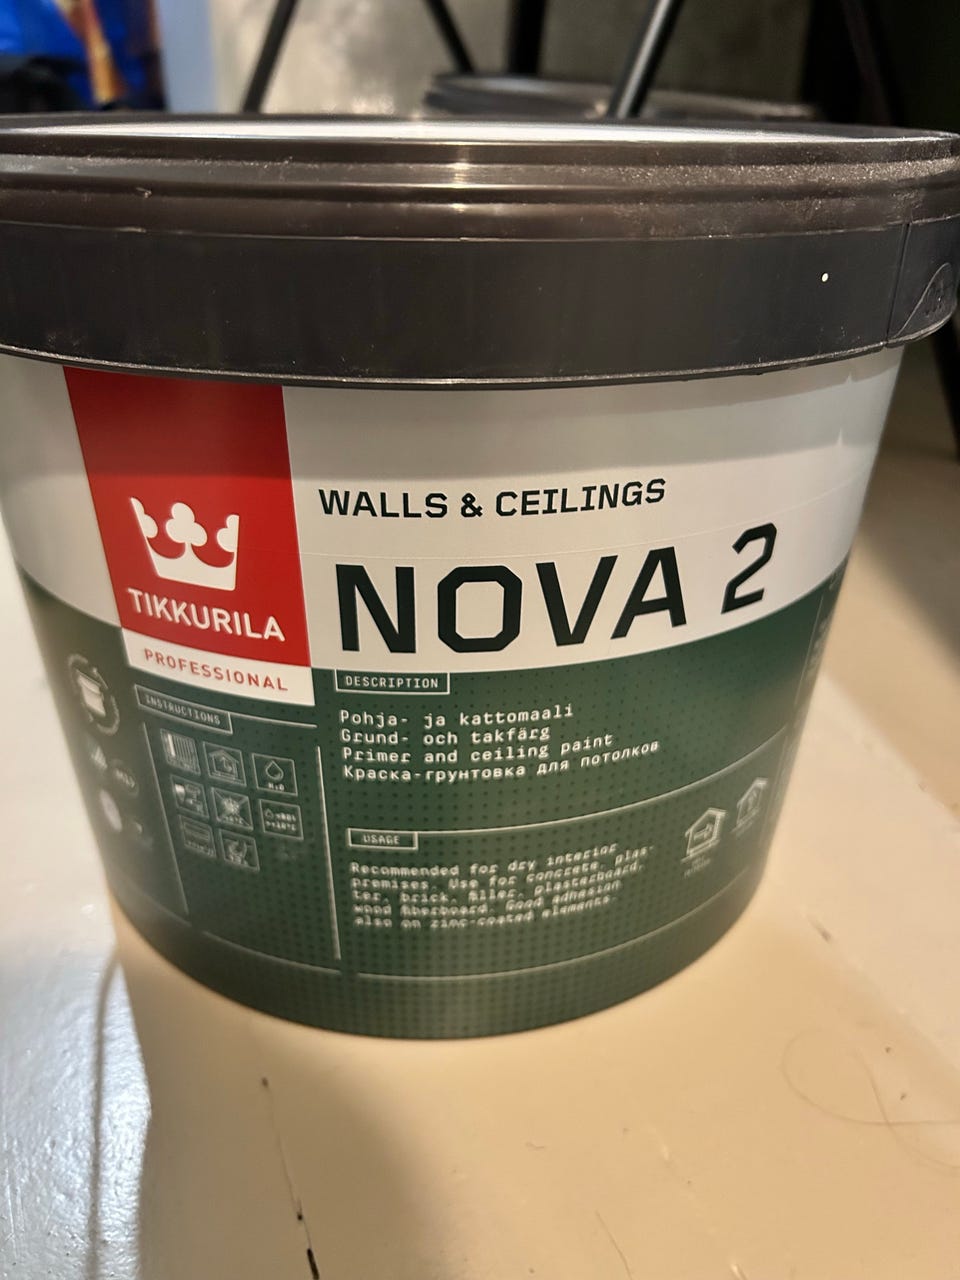 WALLS & CEILINGS
NOVA 2
TIKKURILA
PROFESSIONAL
INSTRUCTIONS
H₂O
DESCRIPTION
Pohja- ja kattomaali
Grund- och takfärg
Primer and ceiling paint
Краска-грунтовка для потолков
USAGE
Recommended for dry interior
premises. Use for concrete, plas-
ter, brick, filler, plasterboard,
wood fiberboard. Good adhesion
also on zinc-coated elements.